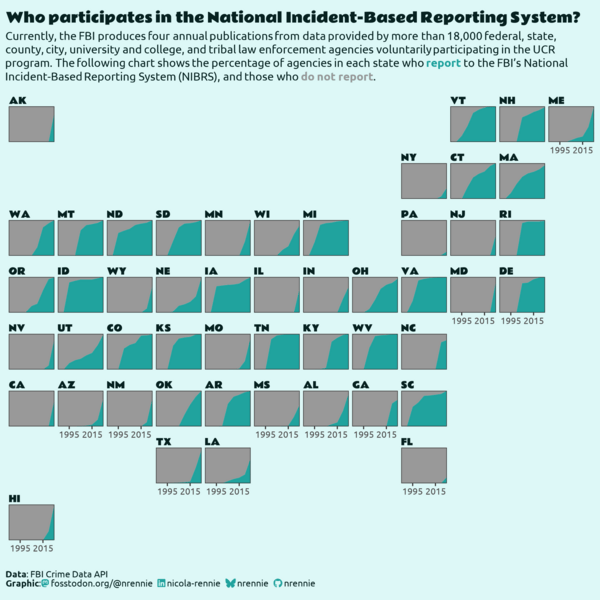 Who participates in the National Incident-Based Reporting System?
Currently, the FBI produces four annual publications from data provided by more than 18,000 federal, state,
county, city, university and college, and tribal law enforcement agencies voluntarily participating in the UCR
program. The following chart shows the percentage of agencies in each state who report to the FBI's National
Incident-Based Reporting System (NIBRS), and those who do not report.
AK VT NH ME
1995 2015
NY CT MA
WA MT ND SD MN WI MI PA NJ RI
OR ID WY NE IA IL IN OH VA MD DE
1995 2015 1995 2015
NV UT CO KS MO TN KY WV NC
CA AZ NM OK AR MS AL GA SC
1995 2015 1995 2015 1995 2015 1995 2015 1995 2015
TX LA FL
1995 2015 1995 2015 1995 2015
HI
1995 2015
Data: FBI Crime Data API
Graphic: fosstodon.org/@nrennie nicola-rennie nrennie nrennie